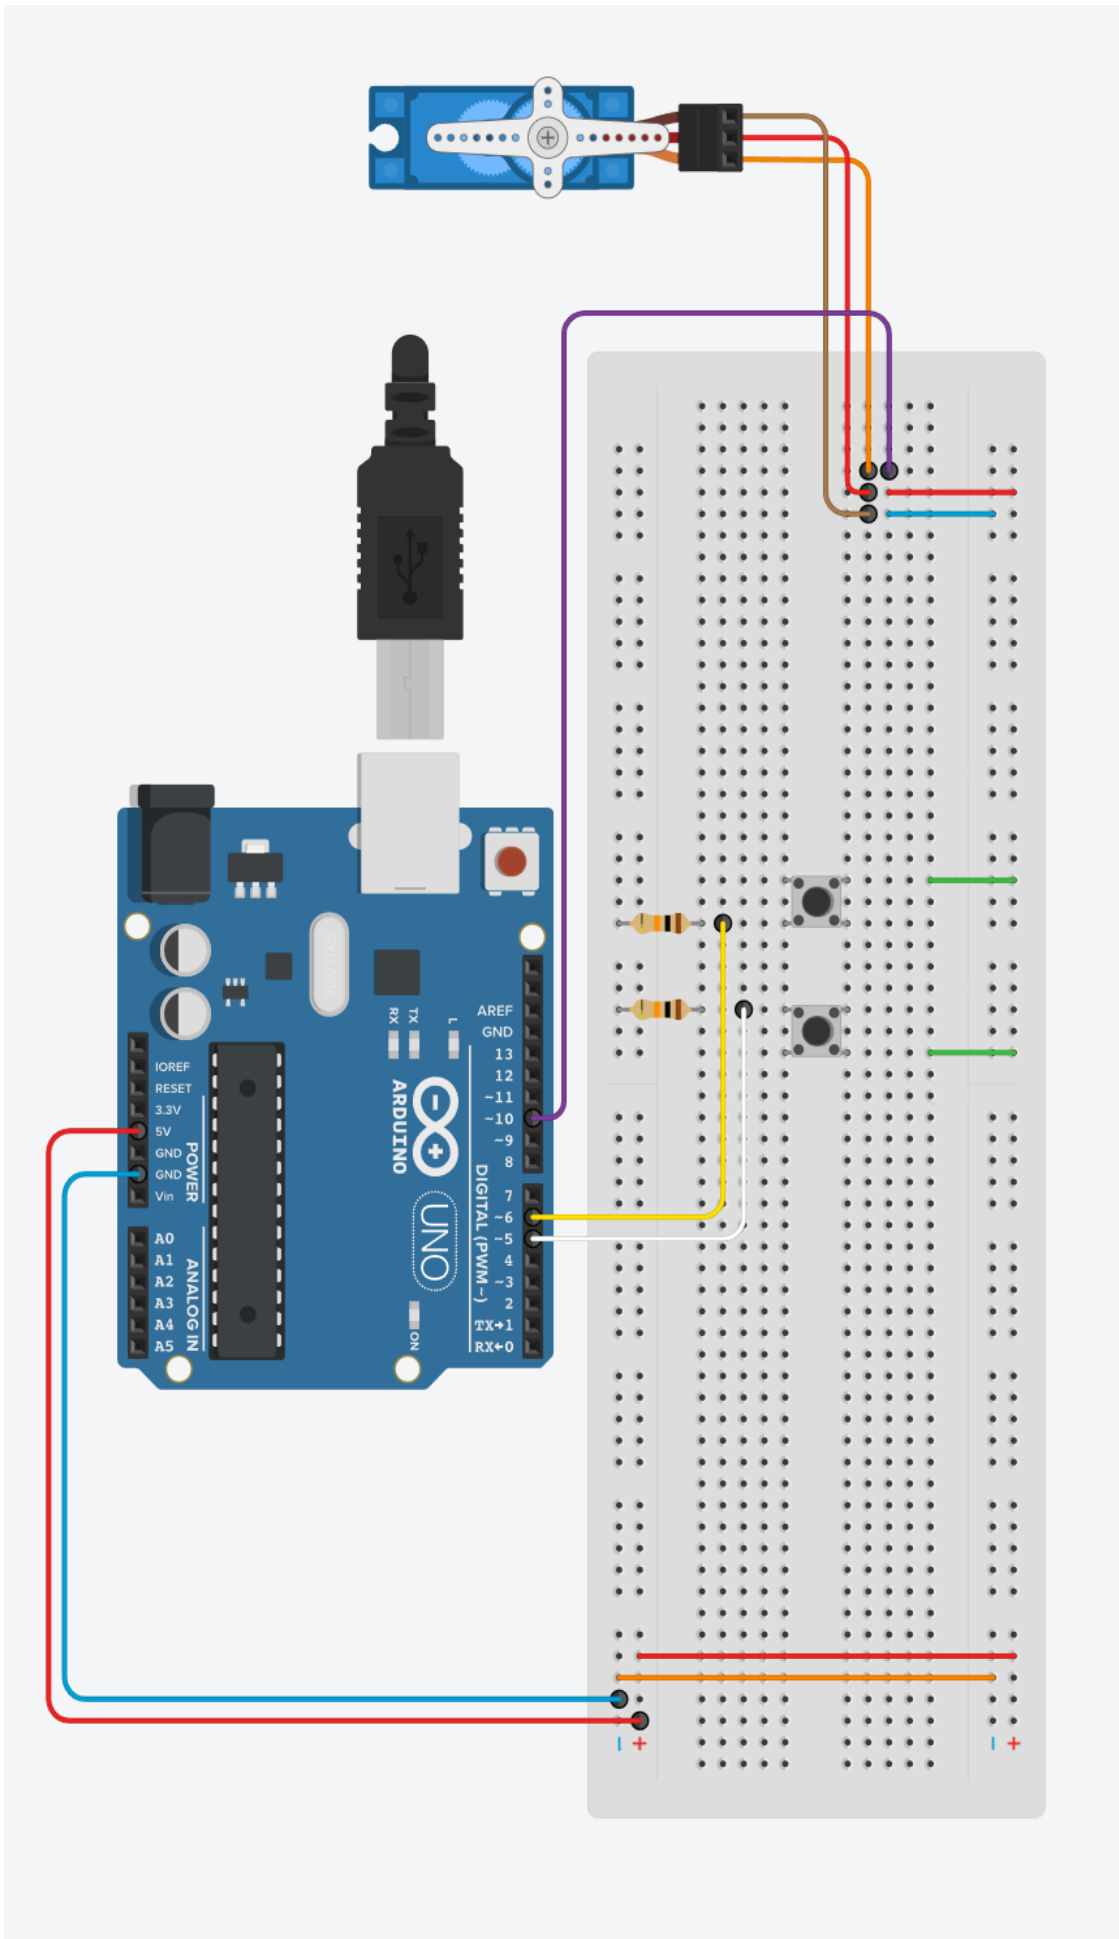 RX
TX
L
AREF
GND
13
12
~11
~10
~9
8
7
~6
~5
4
~3
2
TX→1
RX←0
DIGITAL (PWM~)
ARDUINO
UNO
ON
IOREF
RESET
3.3V
5V
GND
GND
Vin
POWER
A0
A1
A2
A3
A4
A5
ANALOG IN
- +
- +